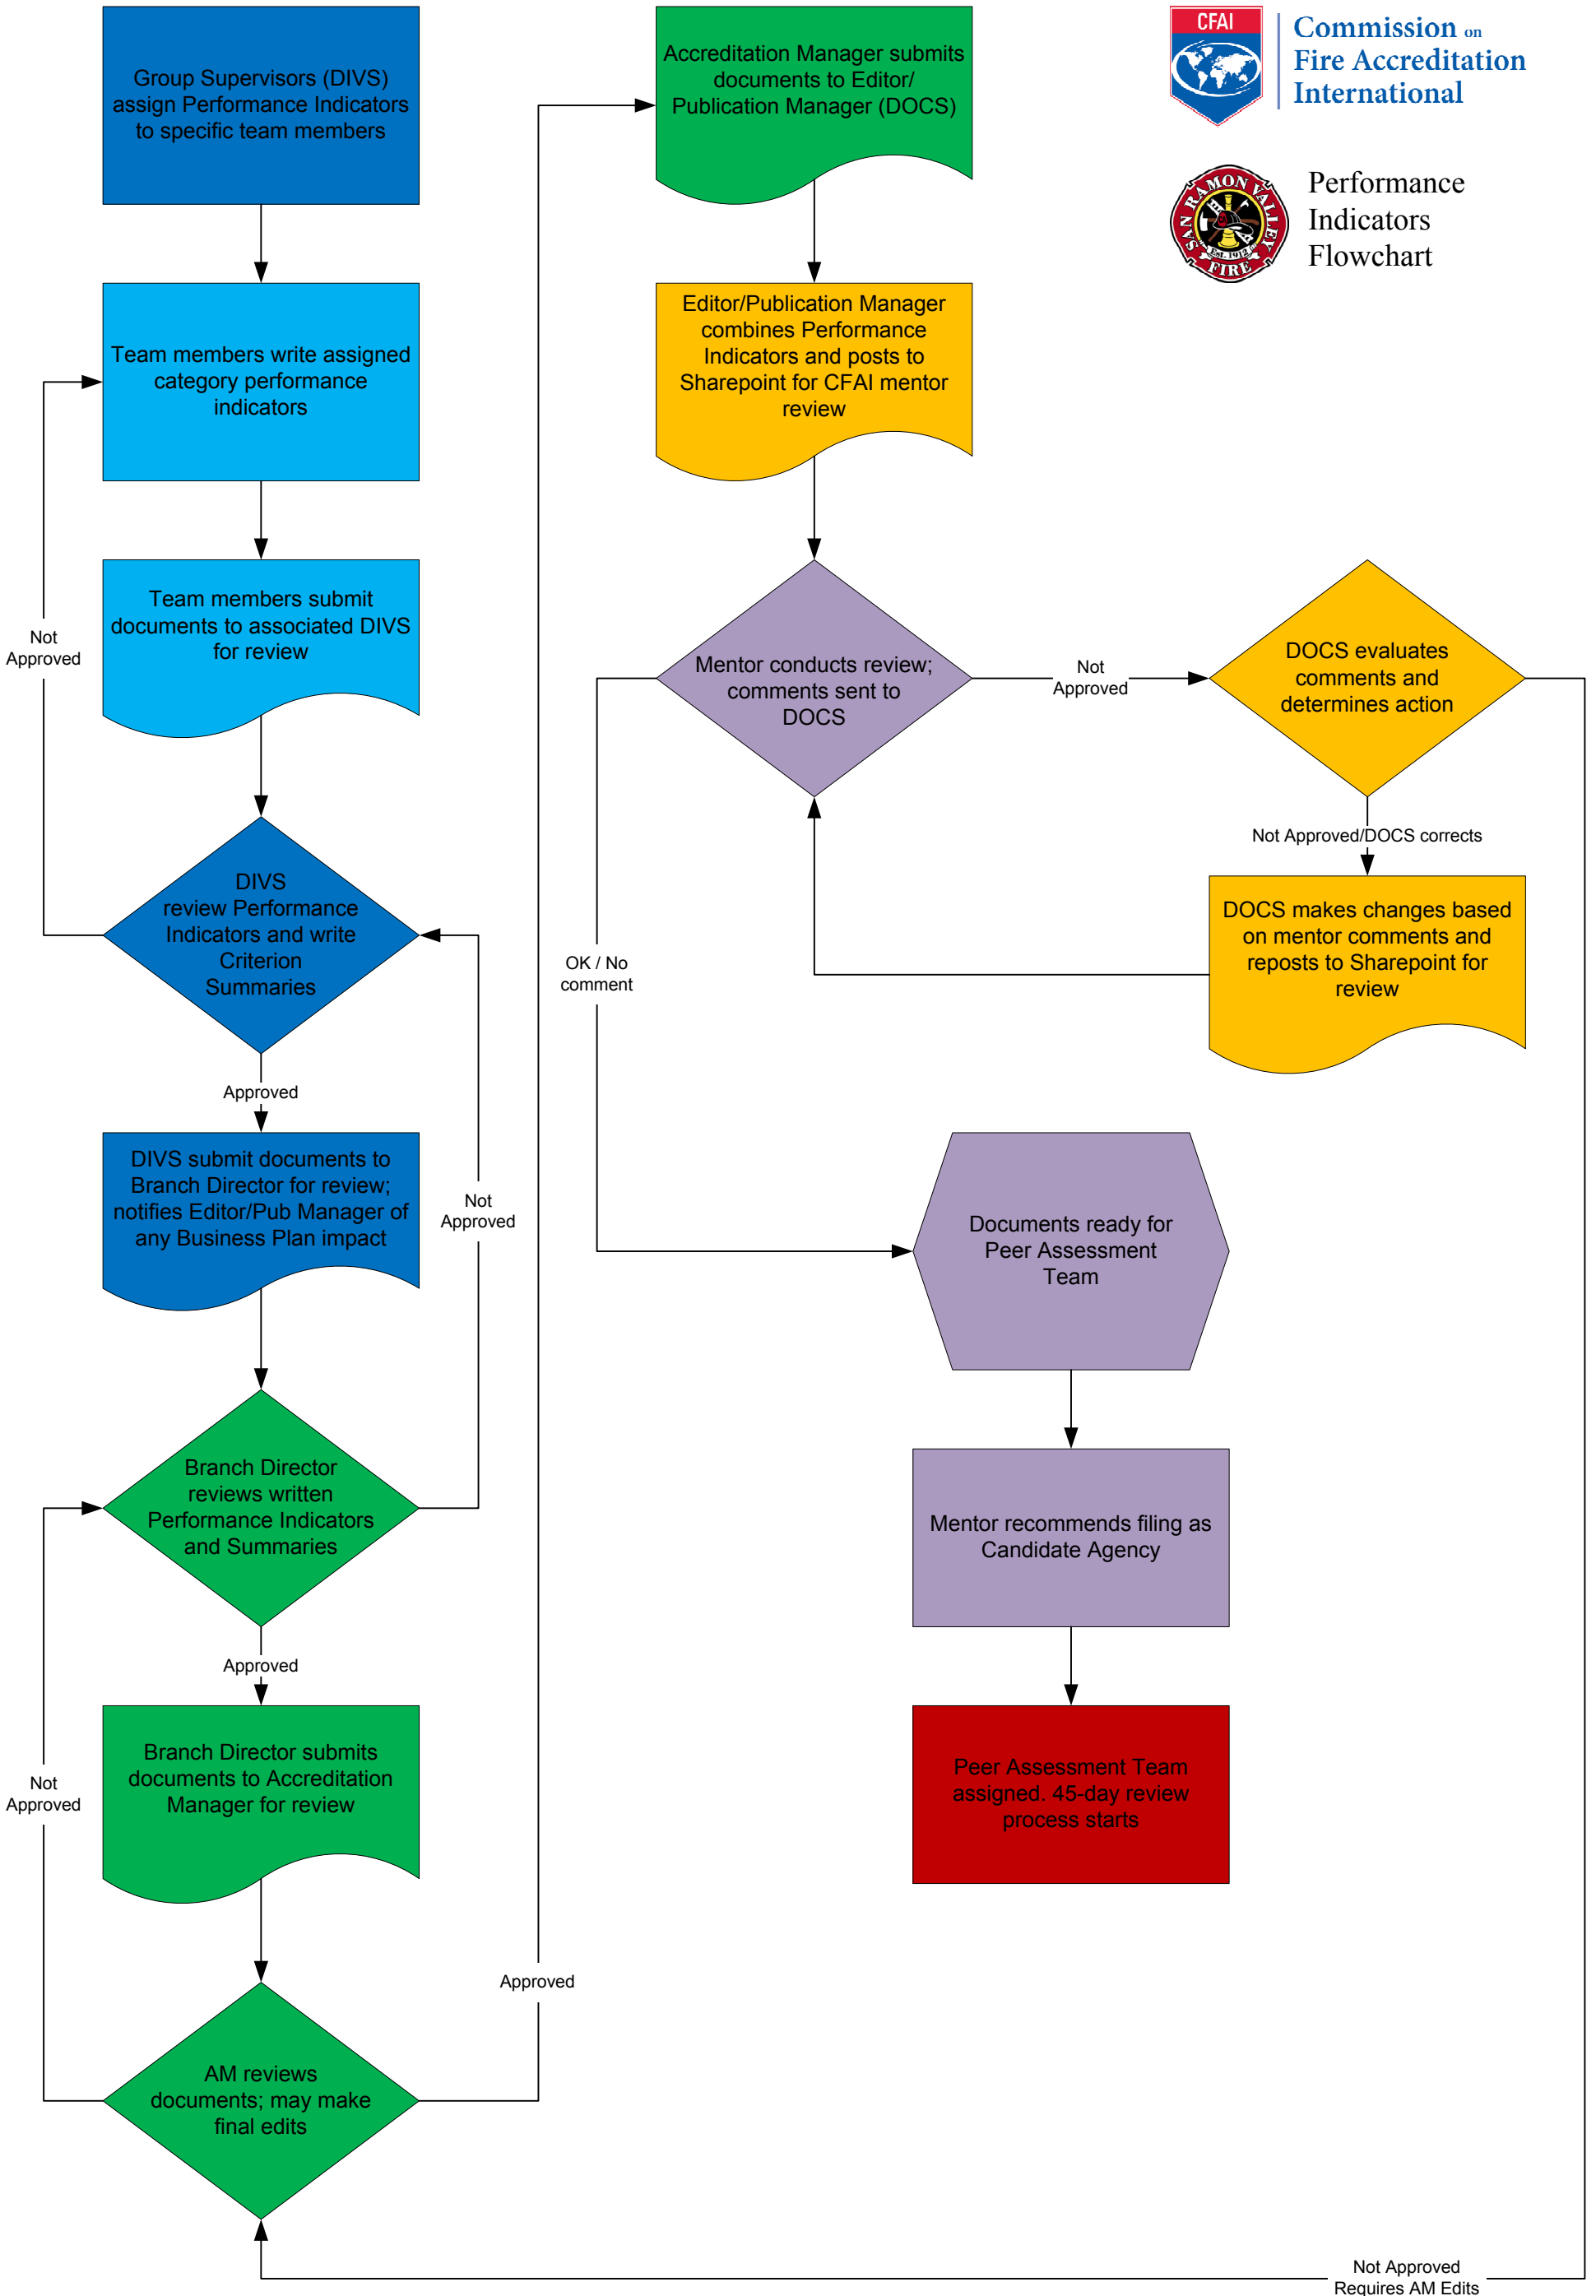 Group Supervisors (DIVS)
assign Performance Indicators
to specific team members
Team members write assigned
category performance
indicators
Not
Approved
Team members submit
documents to associated DIVS
for review
DIVS
review Performance
Indicators and write
Criterion
Summaries
Approved
DIVS submit documents to
Branch Director for review;
notifies Editor/Pub Manager of
any Business Plan impact
Not
Approved
Branch Director
reviews written
Performance Indicators
and Summaries
Approved
Branch Director submits
documents to Accreditation
Manager for review
Not
Approved
AM reviews
documents; may make
final edits
Approved
Accreditation Manager submits
documents to Editor/
Publication Manager (DOCS)
Editor/Publication Manager
combines Performance
Indicators and posts to
Sharepoint for CFAI mentor
review
Mentor conducts review;
comments sent to
DOCS
Not
Approved
DOCS evaluates
comments and
determines action
Not Approved/DOCS corrects
DOCS makes changes based
on mentor comments and
reposts to Sharepoint for
review
OK / No
comment
Documents ready for
Peer Assessment
Team
Mentor recommends filing as
Candidate Agency
Peer Assessment Team
assigned. 45-day review
process starts
Not Approved
Requires AM Edits
CFAI
Commission on
Fire Accreditation
International
SAN RAMON VALLEY
Est. 1912
FIRE
Performance
Indicators
Flowchart